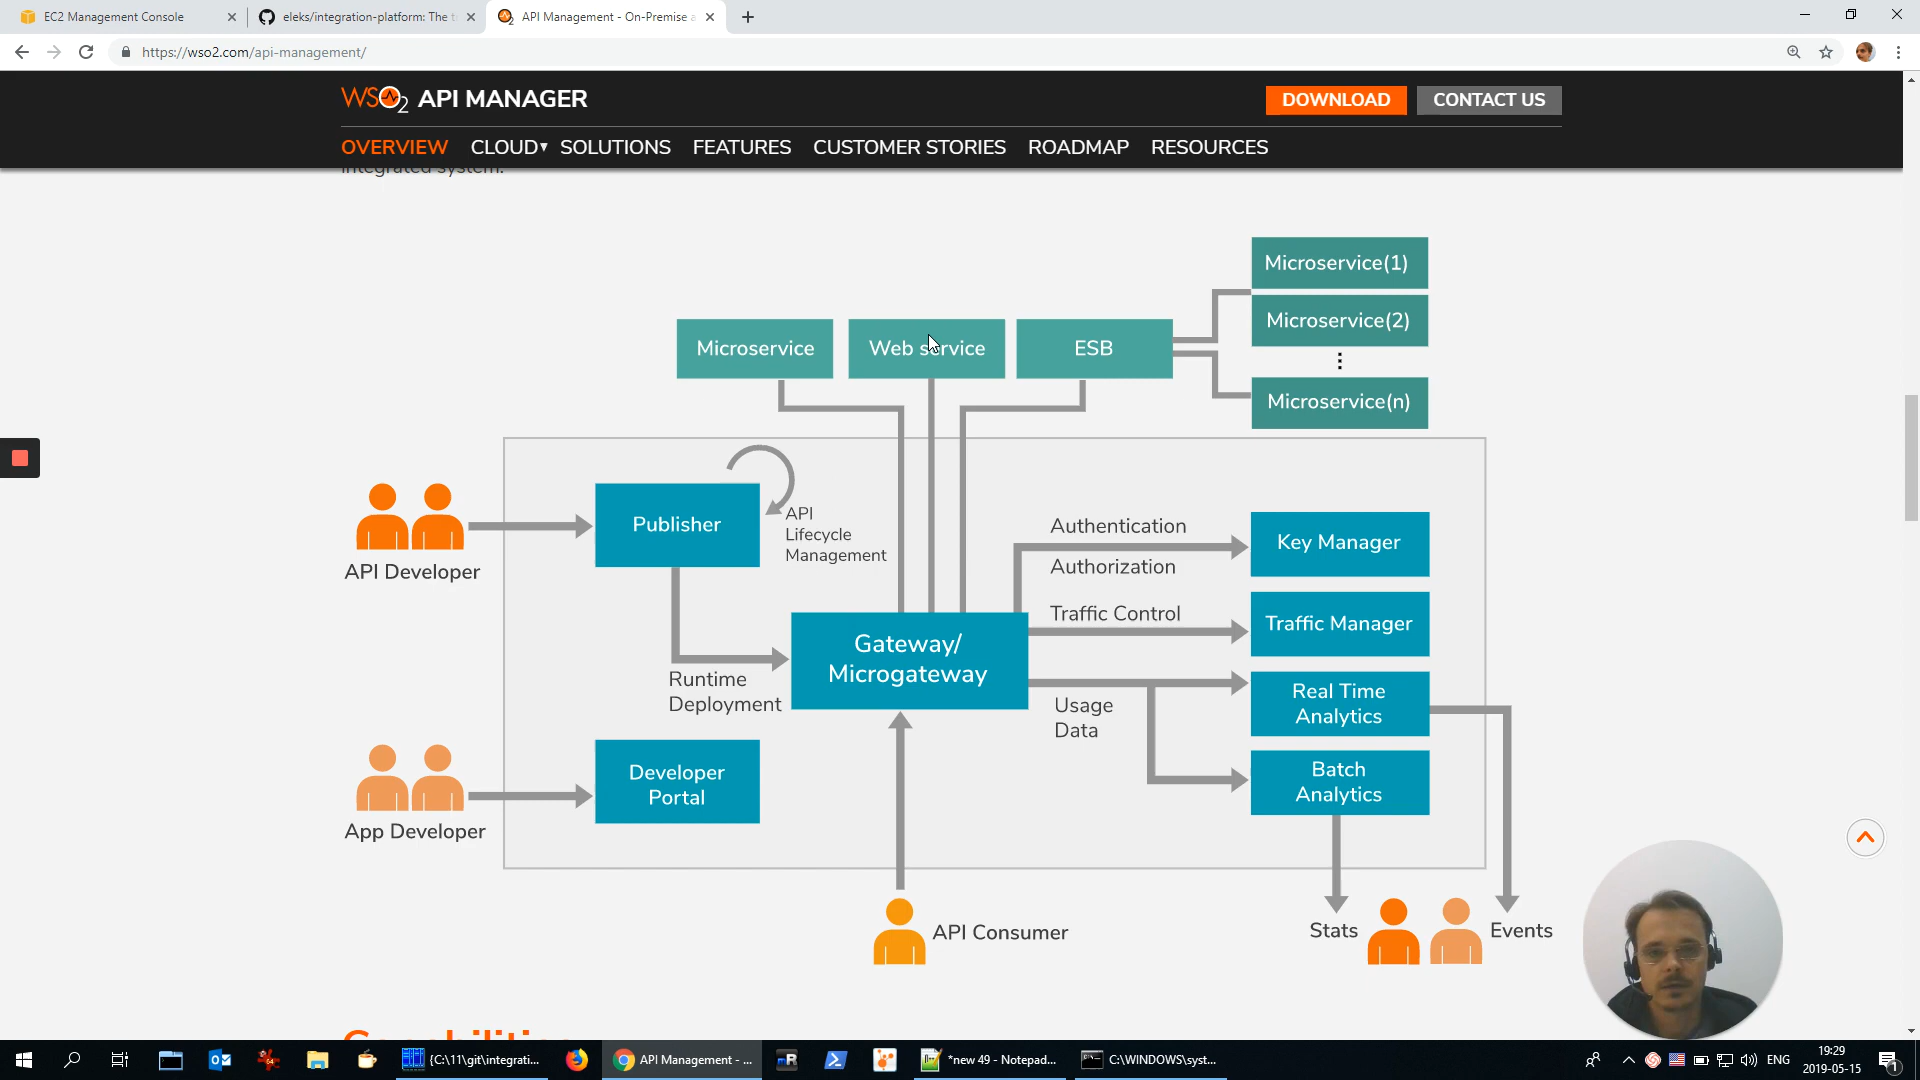 EC2 Management Console
eleks/integration-platform: The t
API Management - On-Premise a
https://wso2.com/api-management/
WSO2 API MANAGER
DOWNLOAD
CONTACT US
OVERVIEW
CLOUD▾
SOLUTIONS
FEATURES
CUSTOMER STORIES
ROADMAP
RESOURCES
integrated system.
Microservice
Web service
ESB
Microservice(1)
Microservice(2)
⋮
Microservice(n)
API Developer
Publisher
API
Lifecycle
Management
Runtime
Deployment
Gateway/
Microgateway
Authentication
Authorization
Traffic Control
Usage
Data
Key Manager
Traffic Manager
Real Time
Analytics
Batch
Analytics
App Developer
Developer
Portal
API Consumer
Stats
Events
Capabilities
{C:\11\git\integrati...
API Management - ...
*new 49 - Notepad...
C:\WINDOWS\syst...
ENG
19:29
2019-05-15
1